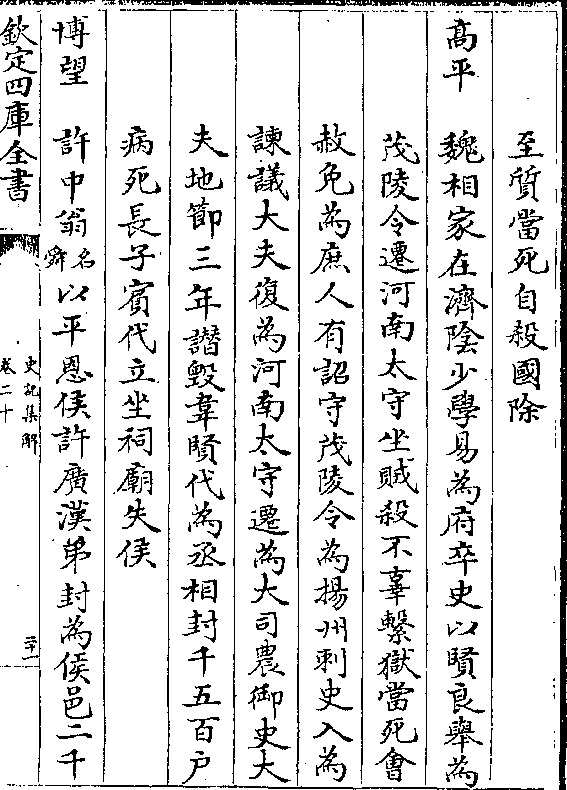 至質當死自殺國除
高平　魏相家在濟陰少學易為府卒史以賢良舉為
茂陵令遷河南太守坐賊殺不辜繫獄當死會
赦免為庶人有詔守茂陵令為揚州刺史入為
諫議大夫復為河南太守遷為大司農御史大
夫地節三年譖毀韋賢代為丞相封千五百户
病死長子賓代立坐祠廟失侯
博望　許中翁名舜以平恩侯許廣漢弟封為侯邑二千
欽定四庫全書
史記集解
卷二十
二十一